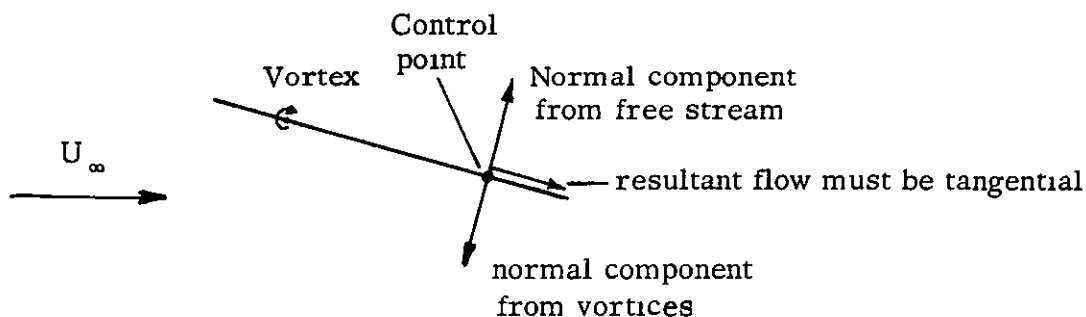 Control
point
Vortex
Normal component
from free stream
U∞
resultant flow must be tangential
normal component
from vortices